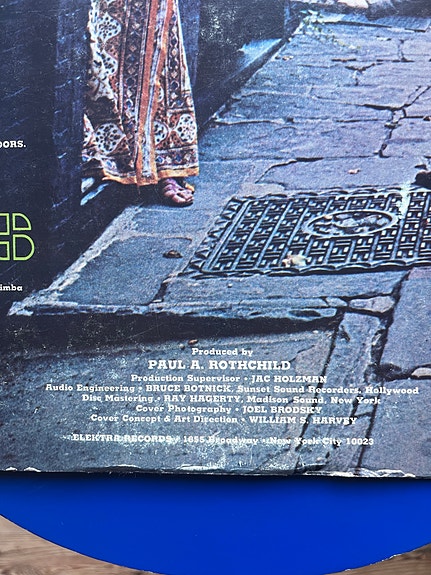 OORS.
imba
Produced by
PAUL A. ROTHCHILD
Production Supervisor • JAC HOLZMAN
Audio Engineering • BRUCE BOTNICK, Sunset Sound Recorders, Hollywood
Disc Mastering • RAY HAGERTY, Madison Sound, New York
Cover Photography • JOEL BRODSKY
Cover Concept & Art Direction • WILLIAM S. HARVEY
ELEKTRA RECORDS • 1855 Broadway • New York City 10023